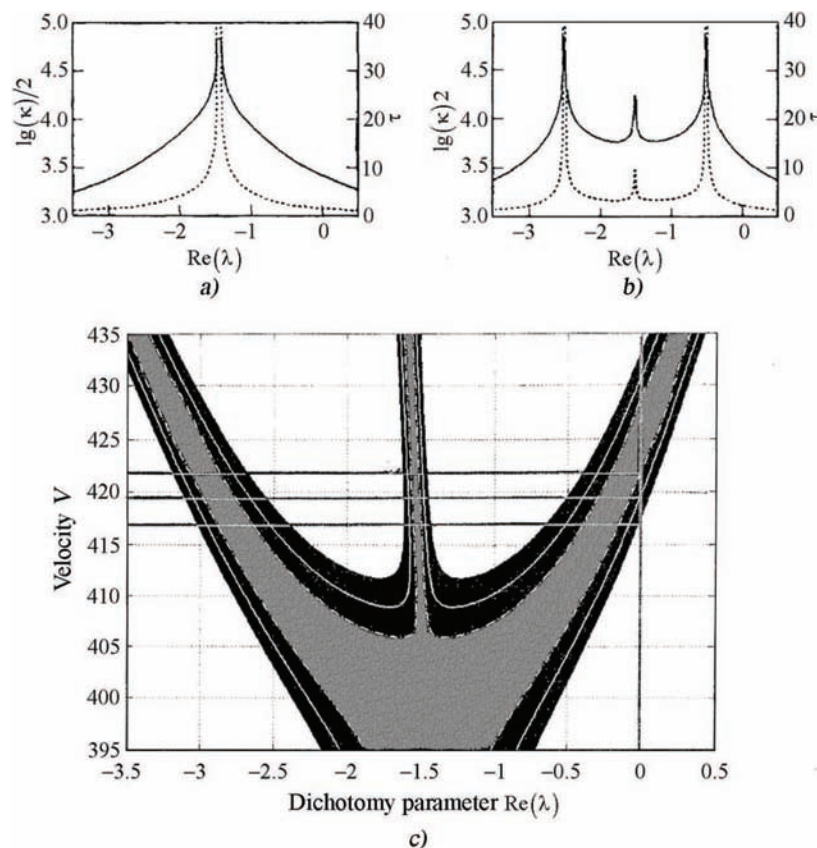 5.0 40
4.5 30
4.0 20
3.5 10
3.0 0
lg(κ)/2
τ
−3 −2 −1 0
Re(λ)
a)
5.0 40
4.5 30
4.0 20
3.5 10
3.0 0
lg(κ)2
τ
−3 −2 −1 0
Re(λ)
b)
435
430
425
420
415
410
405
400
395
Velocity V
−3.5 −3 −2.5 −2 −1.5 −1 −0.5 0 0.5
Dichotomy parameter Re(λ)
c)